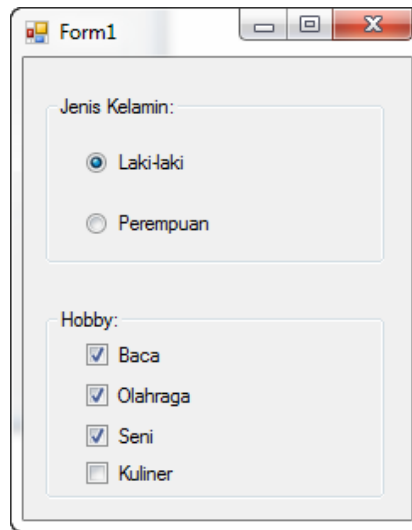 Form1
Jenis Kelamin:
Laki-laki
Perempuan
Hobby:
Baca
Olahraga
Seni
Kuliner